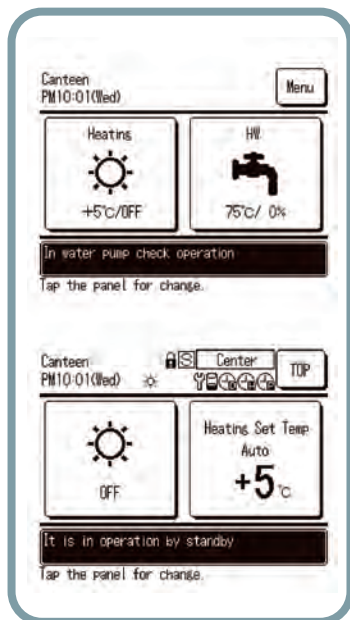 Canteen
PM10:01(Wed)
Menu
Heating
+5°C/OFF
HW
75°C/ 0%
In water pump check operation
Tap the panel for change.
Canteen
S Center
TOP
PM10:01(Wed)
OFF
Heating Set Temp
Auto
+5°C
It is in operation by standby
Tap the panel for change.